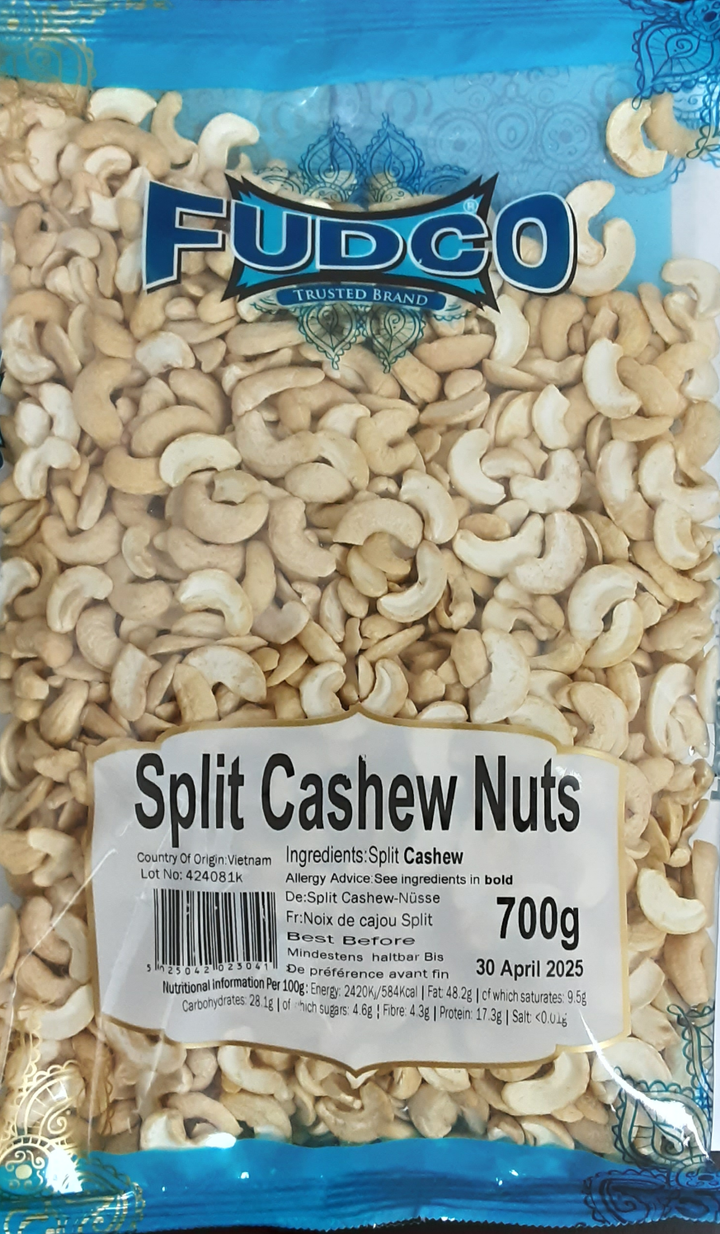 FUDCO®
TRUSTED BRAND
Split Cashew Nuts
Country Of Origin:Vietnam
Lot No: 424081k
Ingredients:Split Cashew
Allergy Advice:See ingredients in bold
De:Split Cashew-Nüsse
Fr:Noix de cajou Split
700g
Best Before
Mindestens haltbar Bis
De préférence avant fin
30 April 2025
5 025042 023041
Nutritional Information Per 100g: Energy: 2420Kj/584Kcal | Fat: 48.2g | of which saturates: 9.5g
Carbohydrates: 28.1g | of which sugars: 4.6g | Fibre: 4.3g | Protein: 17.3g | Salt: <0.01g